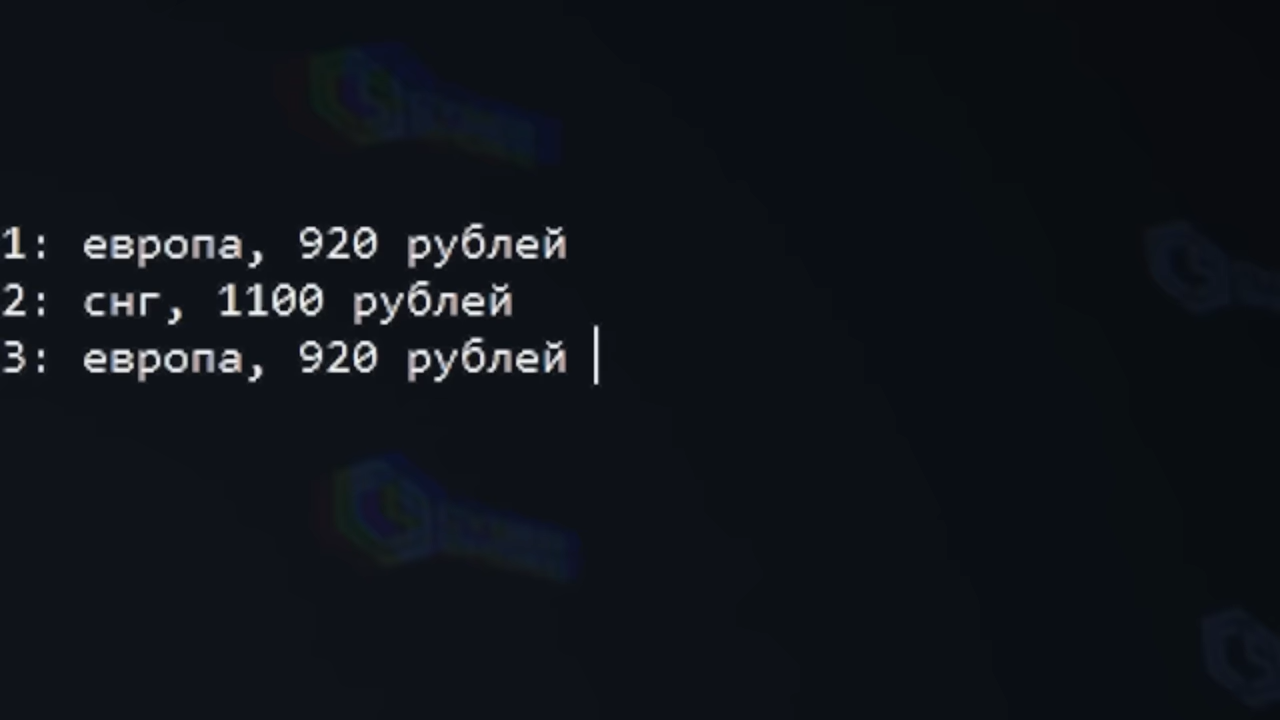 1: европа, 920 рублей
2: снг, 1100 рублей
3: европа, 920 рублей